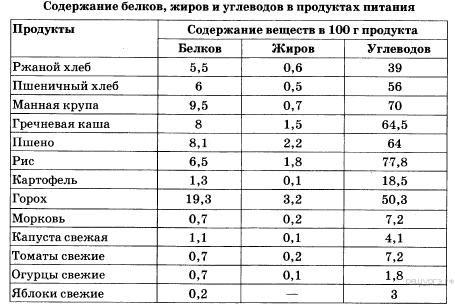 Содержание белков, жиров и углеводов в продуктах питания
Продукты Содержание веществ в 100 г продукта
Белков Жиров Углеводов
Ржаной хлеб 5,5 0,6 39
Пшеничный хлеб 6 0,5 56
Манная крупа 9,5 0,7 70
Гречневая каша 8 1,5 64,5
Пшено 8,1 2,2 64
Рис 6,5 1,8 77,8
Картофель 1,3 0,1 18,5
Горох 19,3 3,2 50,3
Морковь 0,7 0,2 7,2
Капуста свежая 1,1 0,1 4,1
Томаты свежие 0,7 0,2 7,2
Огурцы свежие 0,7 0,1 1,8
Яблоки свежие 0,2 — 3